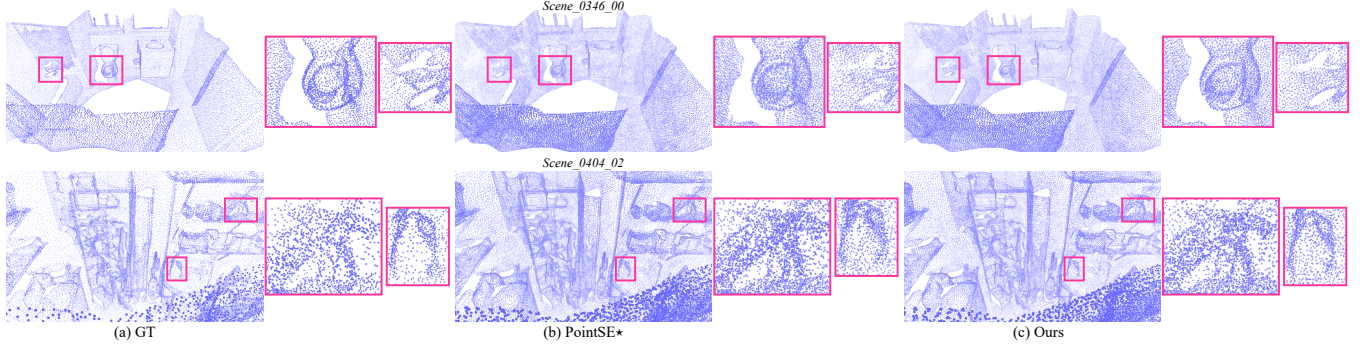 Scene_0346_00
Scene_0404_02
(a) GT
(b) PointSE★
(c) Ours